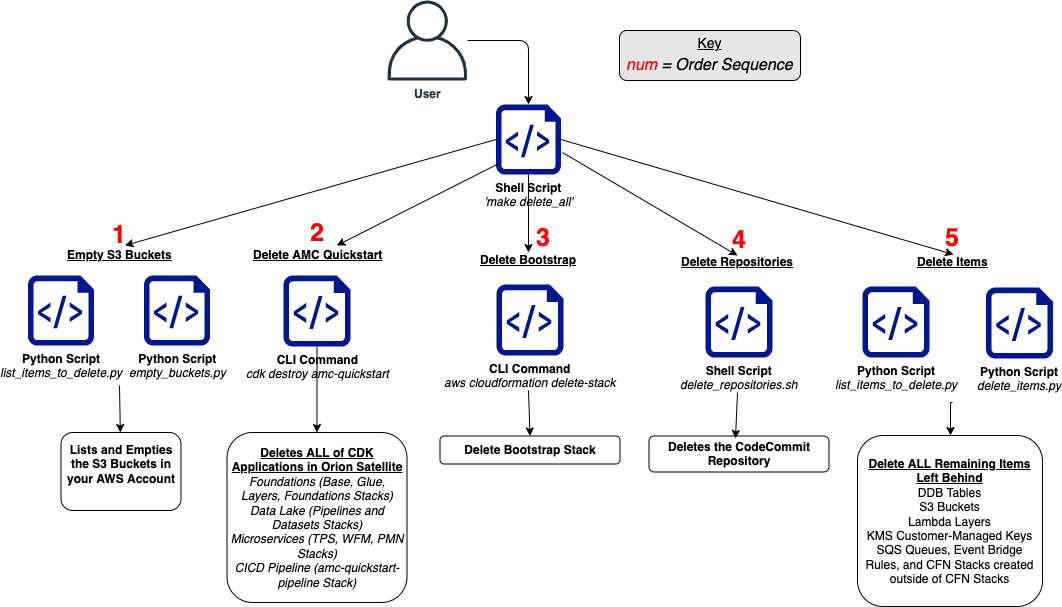 Key
num = Order Sequence
User
</>
Shell Script
'make delete_all'
1
Empty S3 Buckets
</>
</>
Python Script
list_items_to_delete.py
Python Script
empty_buckets.py
Lists and Empties
the S3 Buckets in
your AWS Account
2
Delete AMC Quickstart
</>
CLI Command
cdk destroy amc-quickstart
Deletes ALL of CDK
Applications in Orion Satellite
Foundations (Base, Glue,
Layers, Foundations Stacks)
Data Lake (Pipelines and
Datasets Stacks)
Microservices (TPS, WFM, PMN
Stacks)
CICD Pipeline (amc-quickstart-
pipeline Stack)
3
Delete Bootstrap
</>
CLI Command
aws cloudformation delete-stack
Delete Bootstrap Stack
4
Delete Repositories
</>
Shell Script
delete_repositories.sh
Deletes the CodeCommit
Repository
5
Delete Items
</>
</>
Python Script
list_items_to_delete.py
Python Script
delete_items.py
Delete ALL Remaining Items
Left Behind
DDB Tables
S3 Buckets
Lambda Layers
KMS Customer-Managed Keys
SQS Queues, Event Bridge
Rules, and CFN Stacks created
outside of CFN Stacks